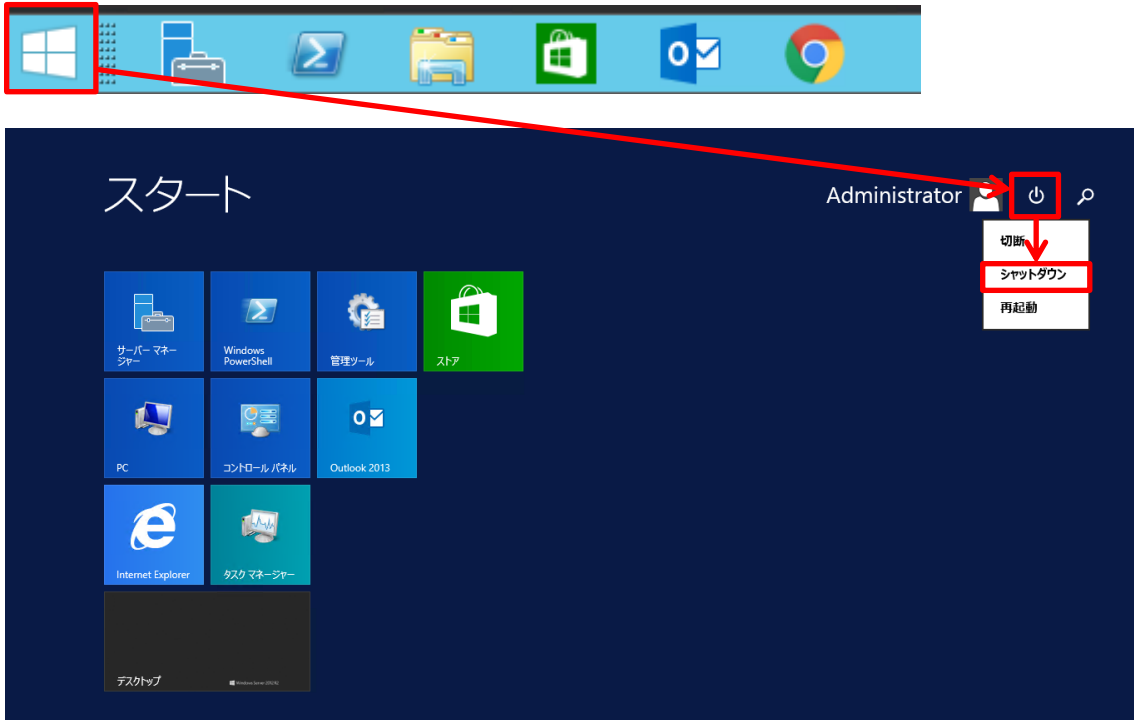 スタート
Administrator
切断
シャットダウン
再起動
サーバー マネー
ジャー
Windows
PowerShell
管理ツール
ストア
PC
コントロール パネル
Outlook 2013
Internet Explorer
タスク マネージャー
デスクトップ